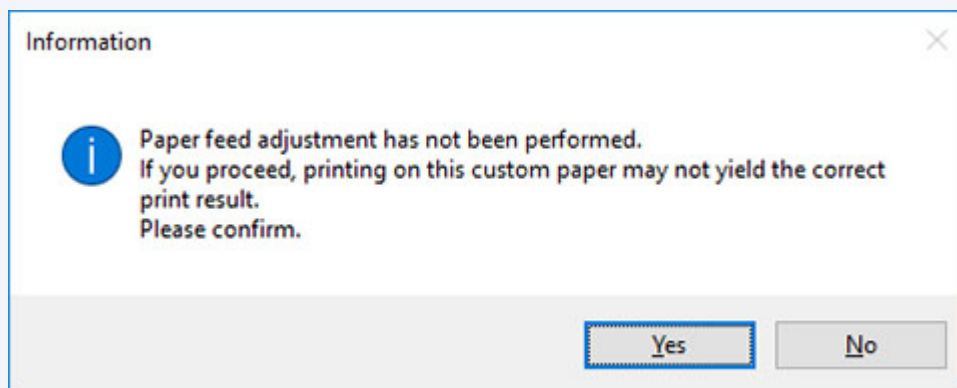 Information
Paper feed adjustment has not been performed.
If you proceed, printing on this custom paper may not yield the correct
print result.
Please confirm.
Yes
No